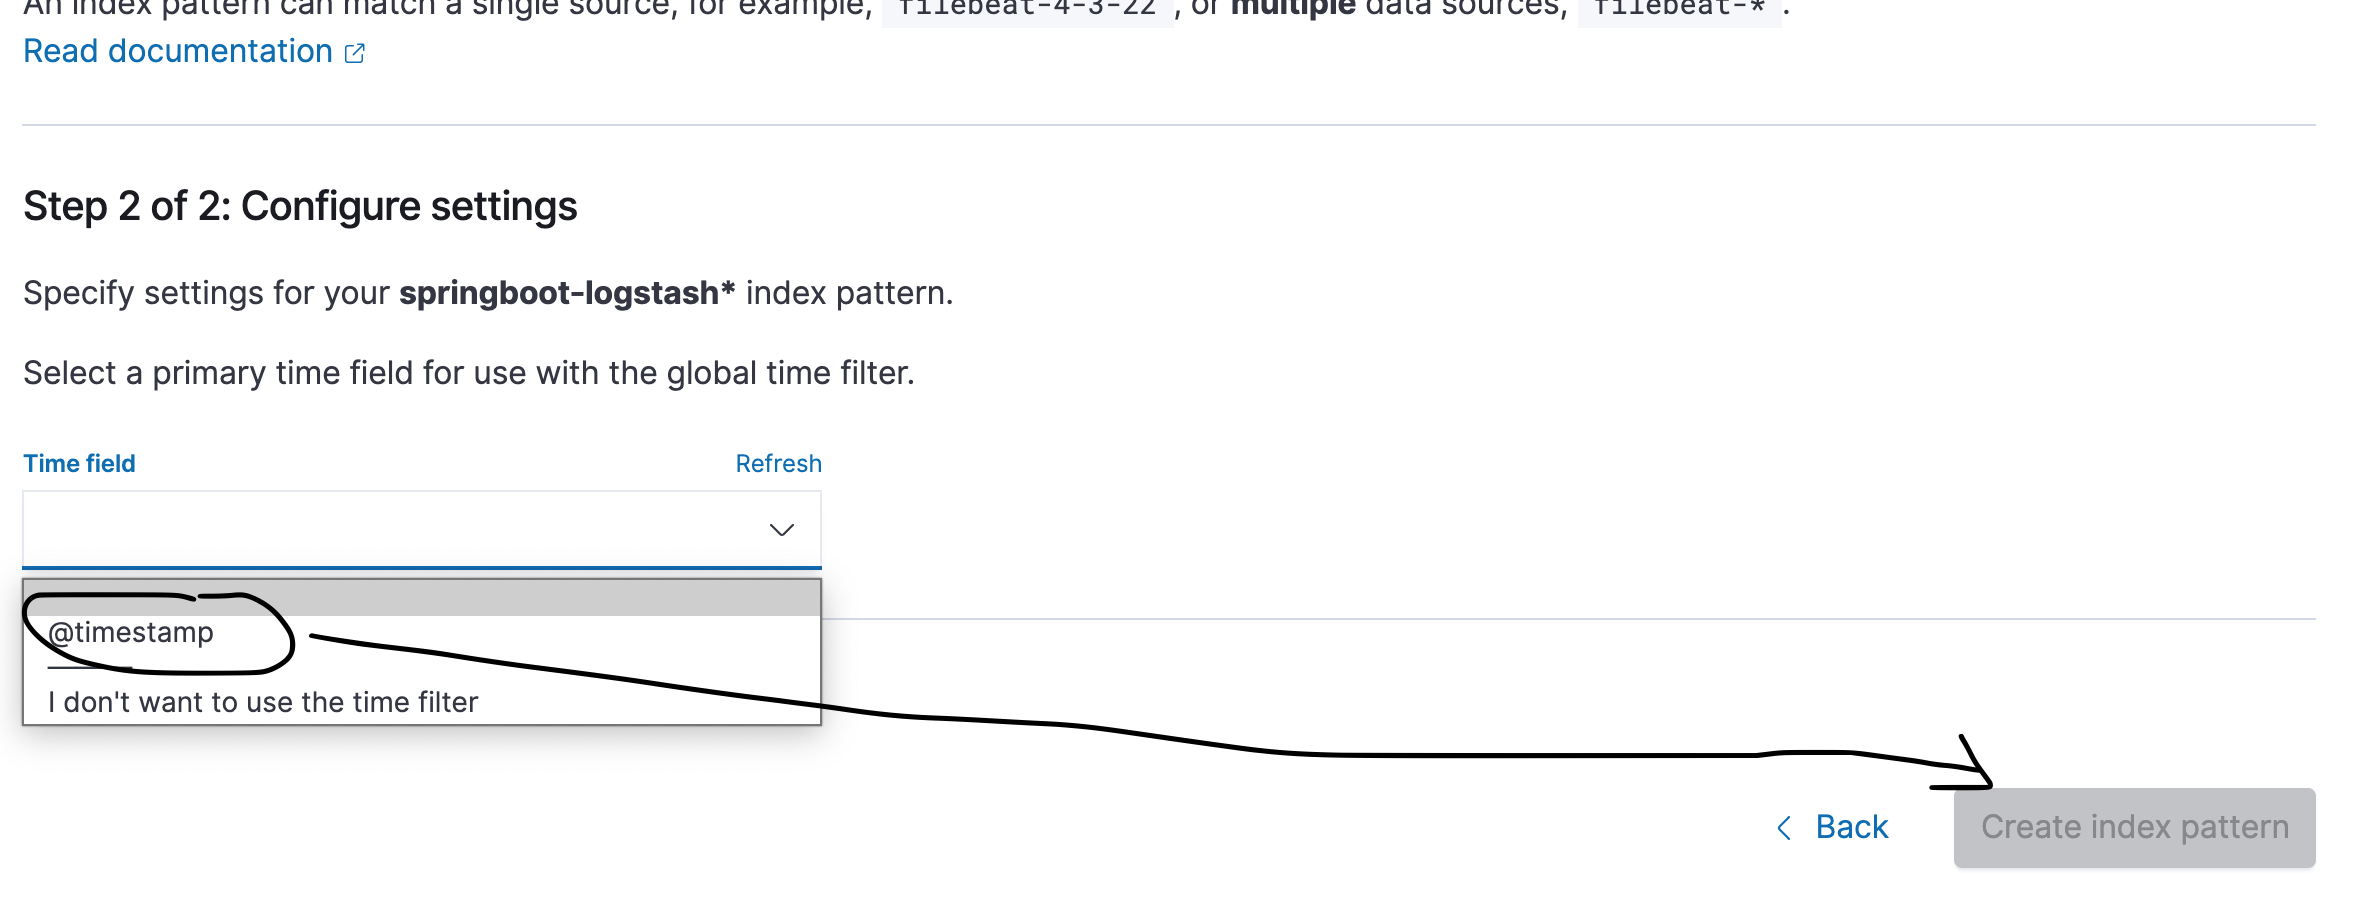 An index pattern can match a single source, for example, filebeat-4-3-22 , or multiple data sources, filebeat-* .
Read documentation
Step 2 of 2: Configure settings
Specify settings for your springboot-logstash* index pattern.
Select a primary time field for use with the global time filter.
Time field Refresh
@timestamp
I don't want to use the time filter
Back Create index pattern